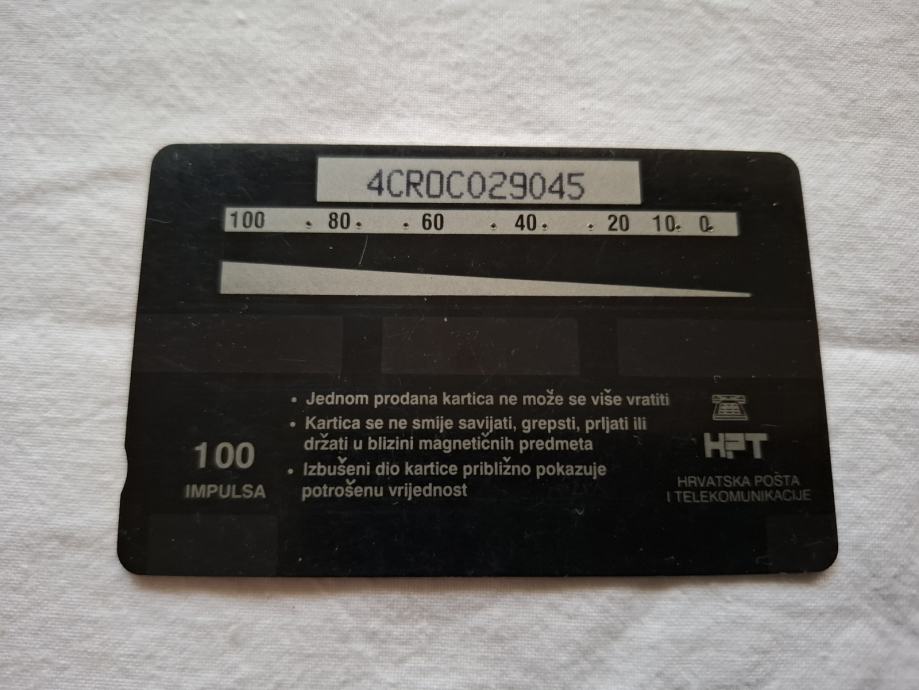 4CRDC029045
100 80 60 40 20 10 0
• Jednom prodana kartica ne može se više vratiti
• Kartica se ne smije savijati, grepsti, prljati ili
držati u blizini magnetičnih predmeta
• Izbušeni dio kartice približno pokazuje
potrošenu vrijednost
100
IMPULSA
HPT
HRVATSKA POŠTA
I TELEKOMUNIKACIJE